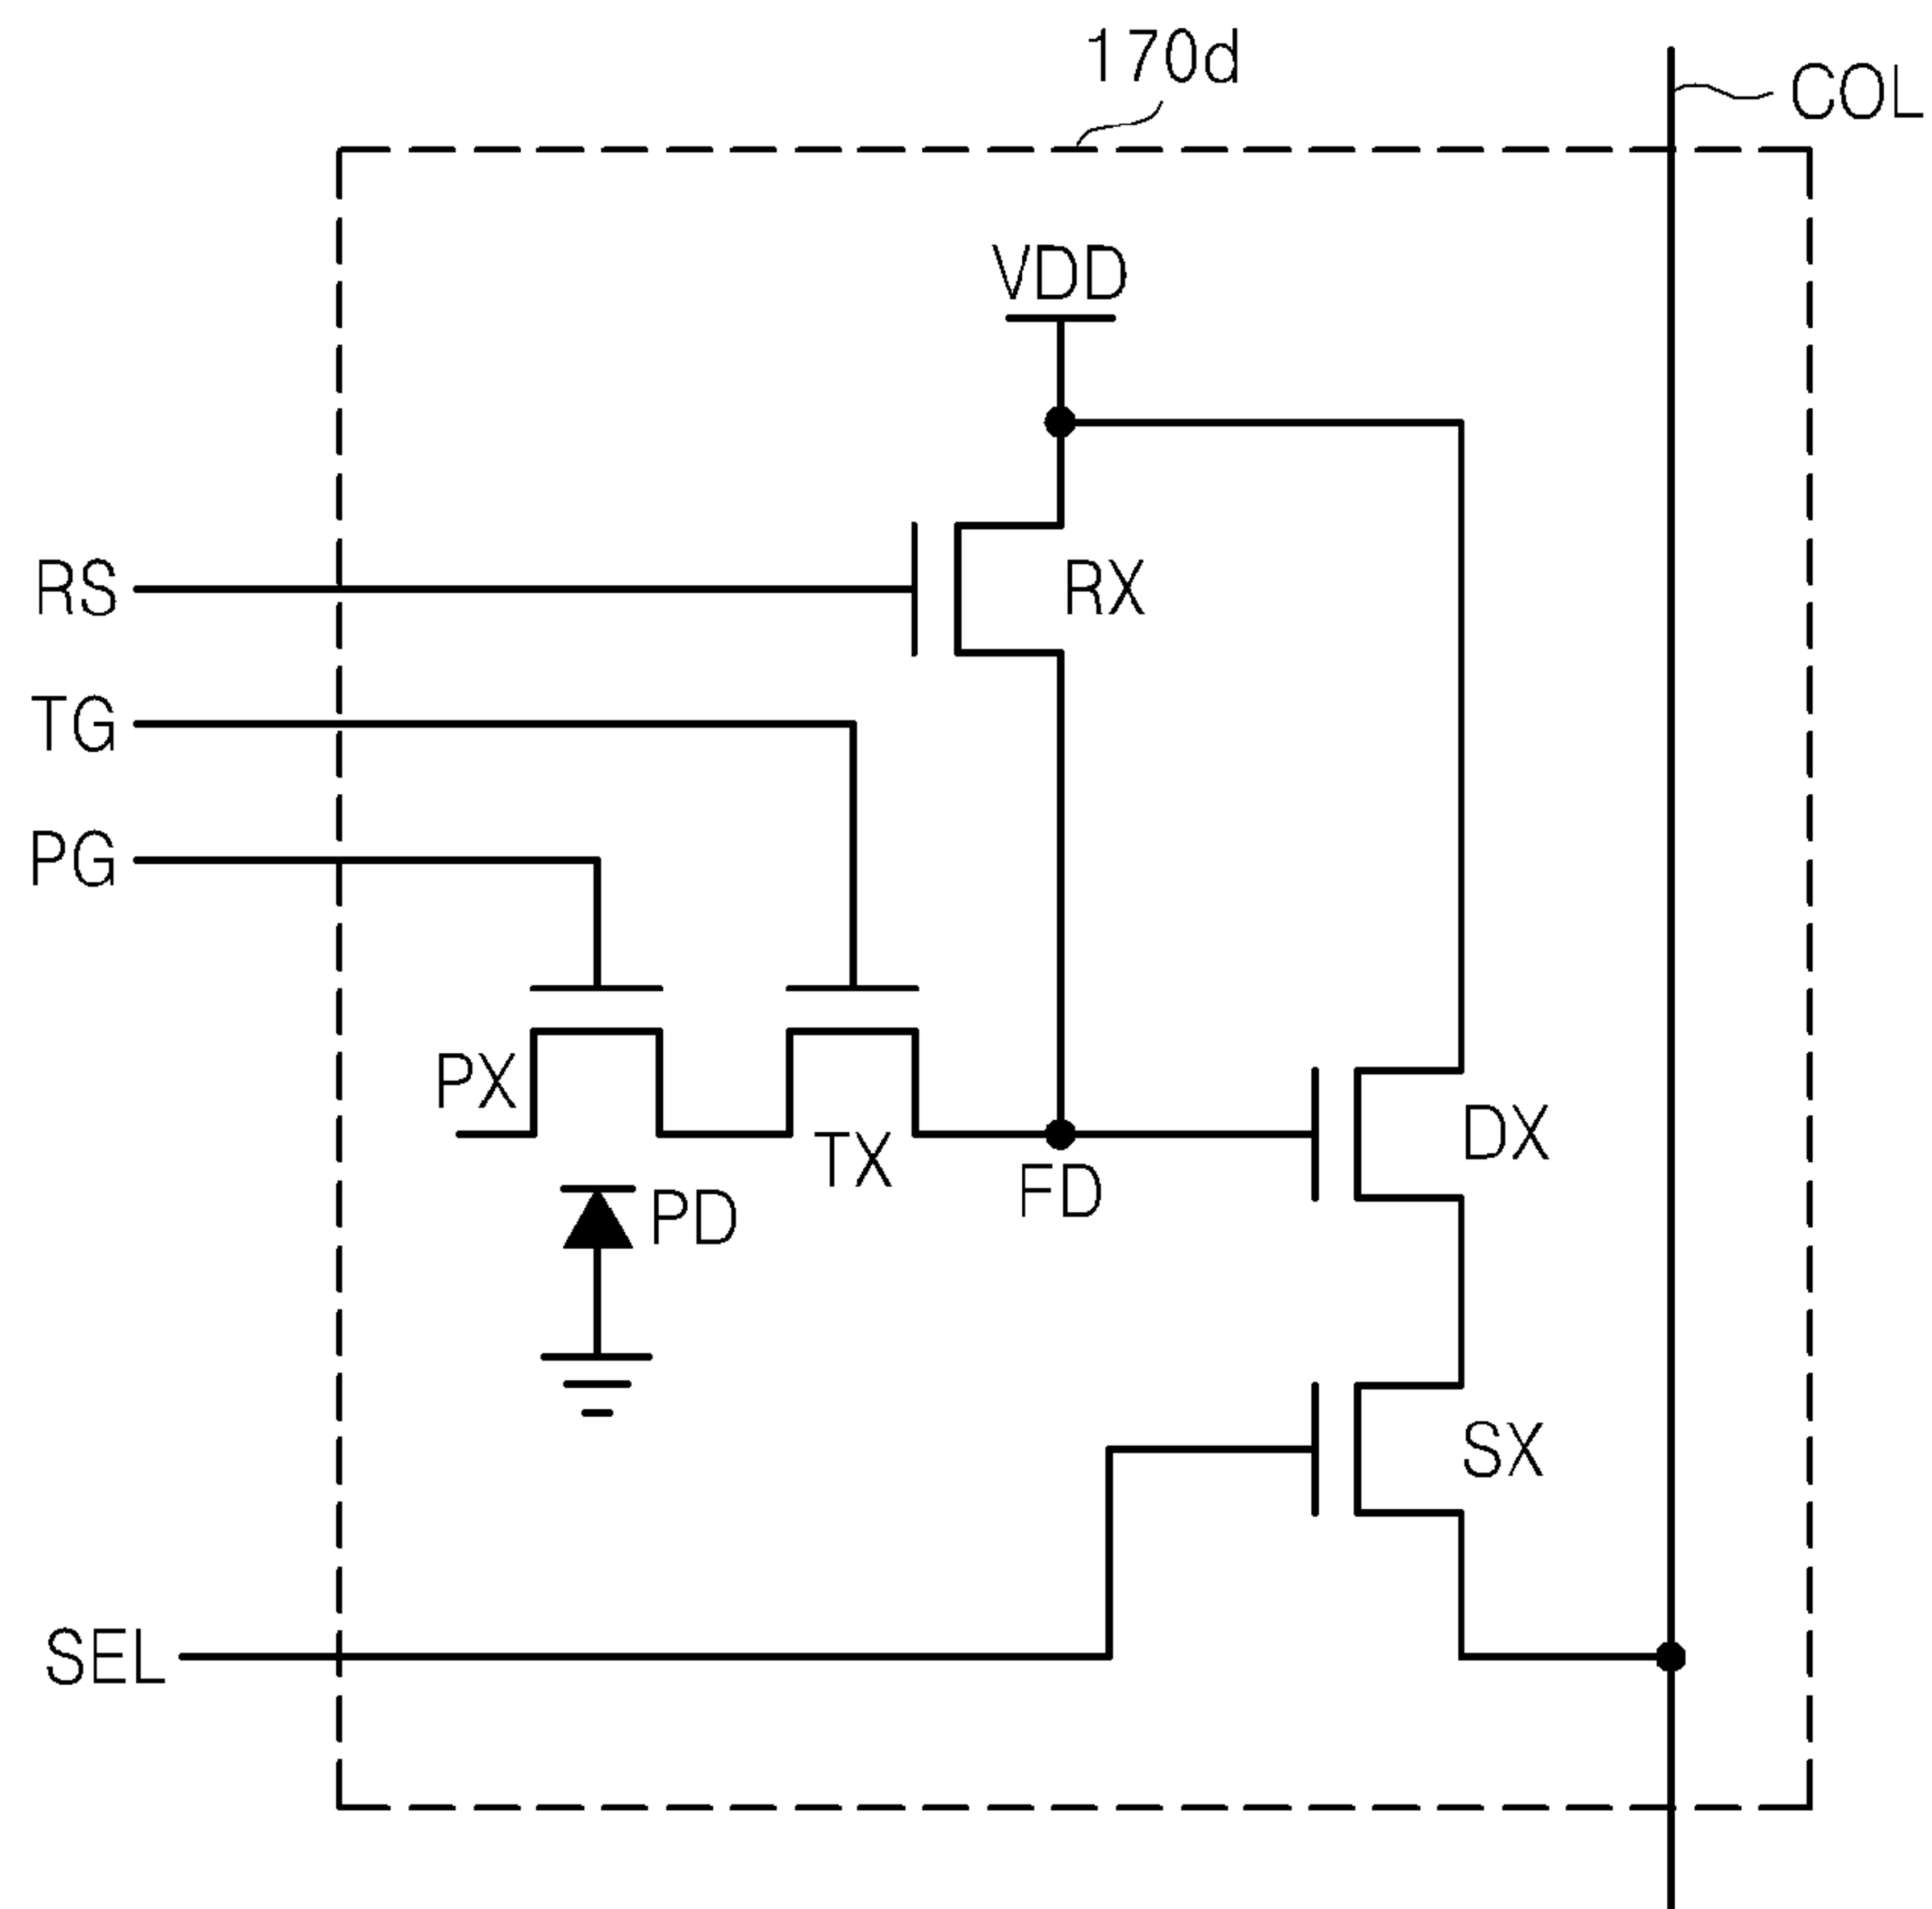 170d
COL
VDD
RS
RX
TG
PG
PX
TX
DX
FD
PD
SX
SEL